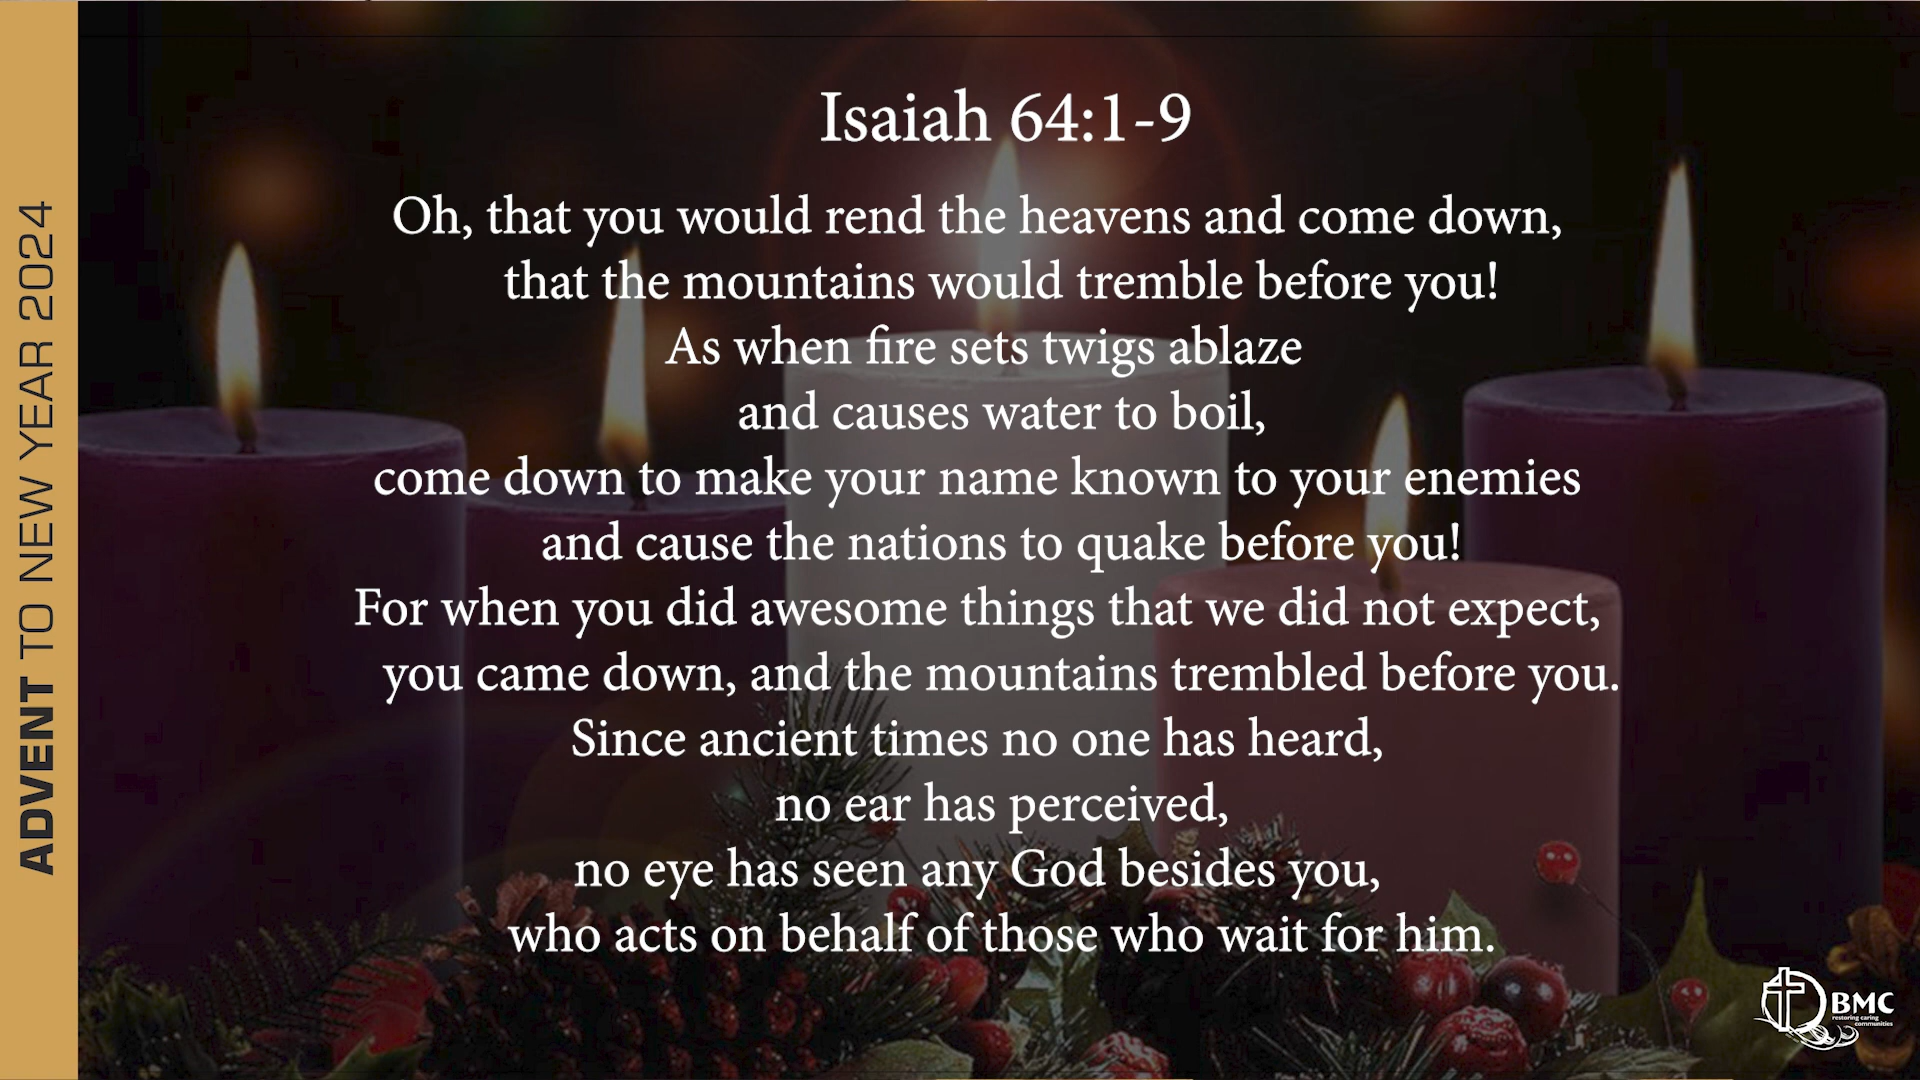 ADVENT TO NEW YEAR 2024
Isaiah 64:1-9
Oh, that you would rend the heavens and come down,
that the mountains would tremble before you!
As when fire sets twigs ablaze
and causes water to boil,
come down to make your name known to your enemies
and cause the nations to quake before you!
For when you did awesome things that we did not expect,
you came down, and the mountains trembled before you.
Since ancient times no one has heard,
no ear has perceived,
no eye has seen any God besides you,
who acts on behalf of those who wait for him.
BMC
restoring caring
communities